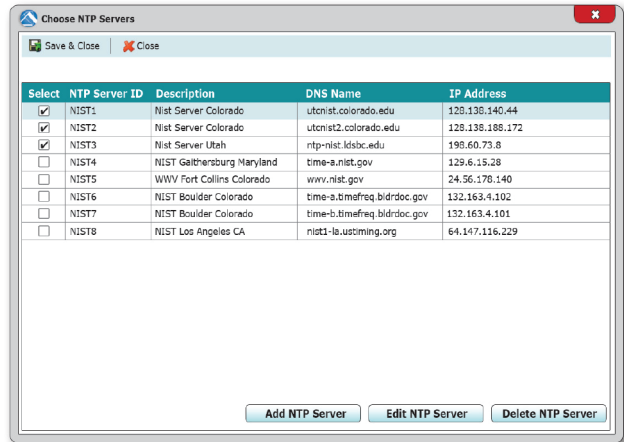 Choose NTP Servers
Save & Close Close
Select NTP Server ID Description DNS Name IP Address
NIST1 Nist Server Colorado utcnist.colorado.edu 128.138.140.44
NIST2 Nist Server Colorado utcnist2.colorado.edu 128.138.188.172
NIST3 Nist Server Utah ntp-nist.ldsbc.edu 198.60.73.8
NIST4 NIST Gaithersburg Maryland time-a.nist.gov 129.6.15.28
NIST5 WWV Fort Collins Colorado wwv.nist.gov 24.56.178.140
NIST6 NIST Boulder Colorado time-a.timefreq.bldrdoc.gov 132.163.4.102
NIST7 NIST Boulder Colorado time-b.timefreq.bldrdoc.gov 132.163.4.101
NIST8 NIST Los Angeles CA nist1-la.ustiming.org 64.147.116.229
Add NTP Server Edit NTP Server Delete NTP Server